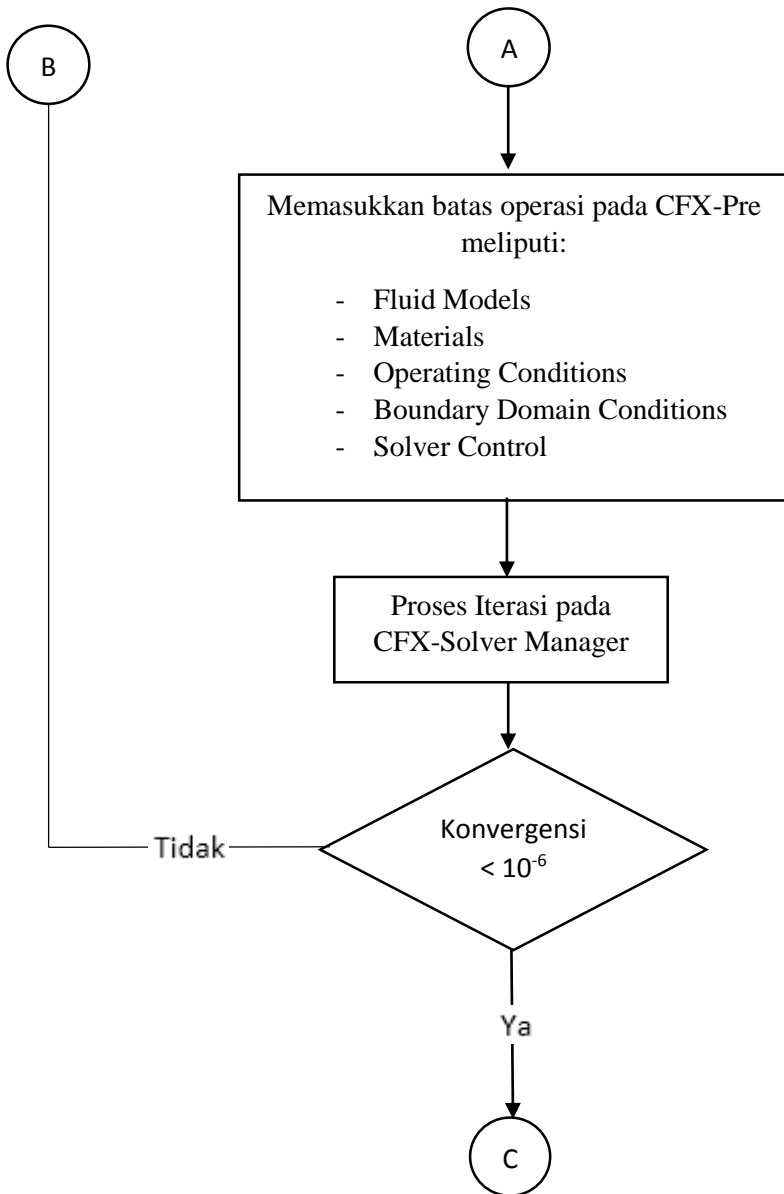 B
A
Memasukkan batas operasi pada CFX-Pre
meliputi:
- Fluid Models
- Materials
- Operating Conditions
- Boundary Domain Conditions
- Solver Control
Proses Iterasi pada
CFX-Solver Manager
Konvergensi
< 10⁻⁶
Tidak
Ya
C